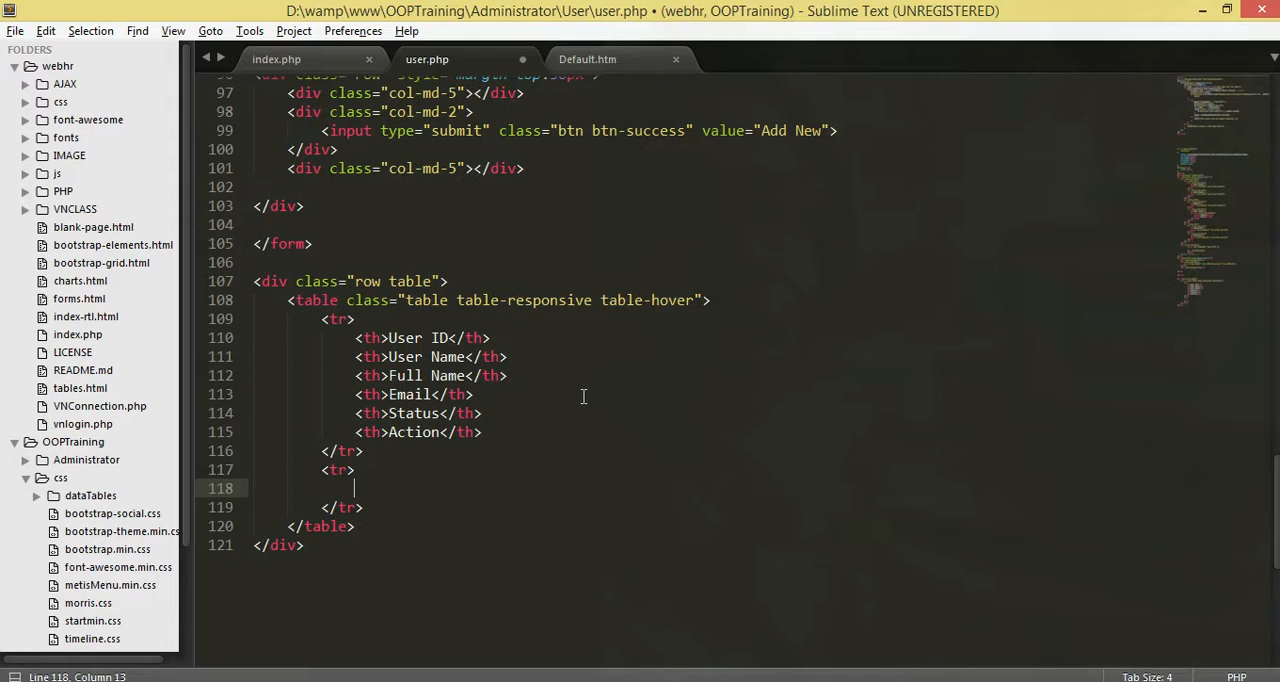 D:\wamp\www\OOPTraining\Administrator\User\user.php • (webhr, OOPTraining) - Sublime Text (UNREGISTERED)
File Edit Selection Find View Goto Tools Project Preferences Help
FOLDERS
webhr
AJAX
css
font-awesome
fonts
IMAGE
js
PHP
VNCLASS
blank-page.html
bootstrap-elements.html
bootstrap-grid.html
charts.html
forms.html
index-rtl.html
index.php
LICENSE
README.md
tables.html
VNConnection.php
vnlogin.php
OOPTraining
Administrator
css
dataTables
bootstrap-social.css
bootstrap-theme.min.cs
bootstrap.min.css
font-awesome.min.css
metisMenu.min.css
morris.css
startmin.css
timeline.css
index.php × user.php Default.htm ×
96 <div class="row" style="margin-top:50px">
97 <div class="col-md-5"></div>
98 <div class="col-md-2">
99 <input type="submit" class="btn btn-success" value="Add New">
100 </div>
101 <div class="col-md-5"></div>
102
103 </div>
104
105 </form>
106
107 <div class="row table">
108 <table class="table table-responsive table-hover">
109 <tr>
110 <th>User ID</th>
111 <th>User Name</th>
112 <th>Full Name</th>
113 <th>Email</th>
114 <th>Status</th>
115 <th>Action</th>
116 </tr>
117 <tr>
118
119 </tr>
120 </table>
121 </div>
Line 118, Column 13 Tab Size: 4 PHP